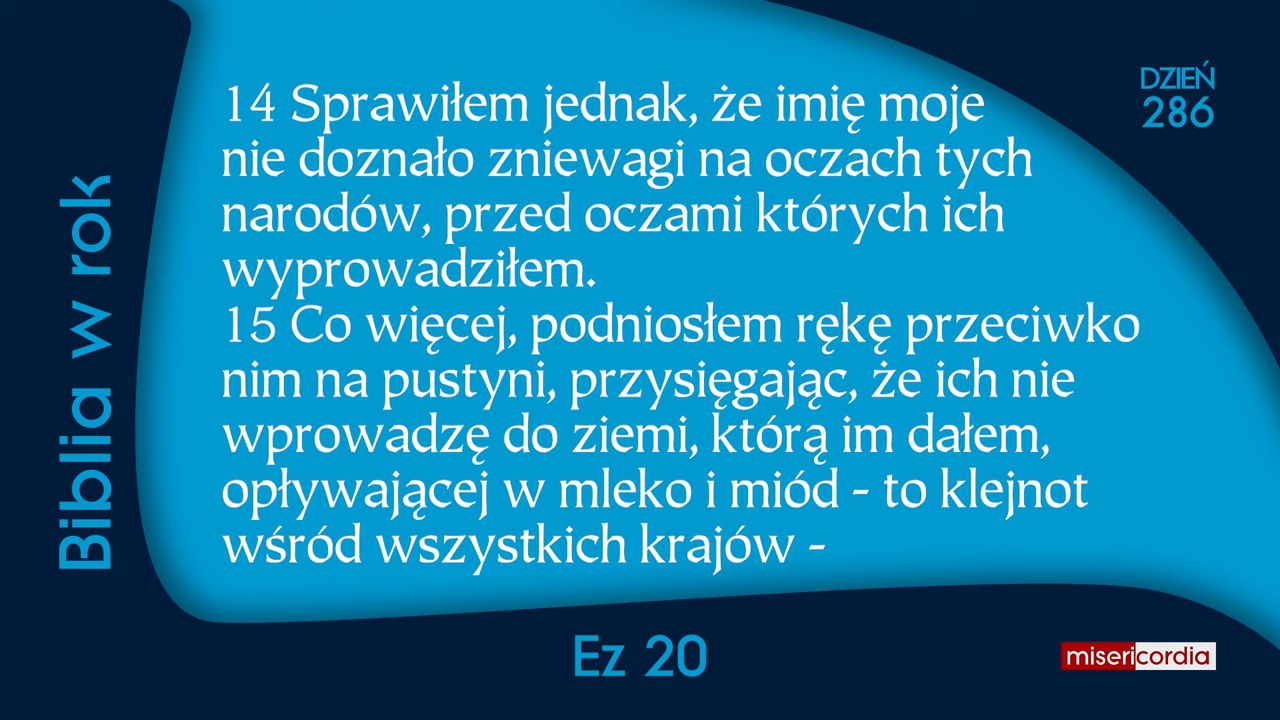 DZIEŃ
286
14 Sprawiłem jednak, że imię moje
nie doznało zniewagi na oczach tych
narodów, przed oczami których ich
wyprowadziłem.
15 Co więcej, podniosłem rękę przeciwko
nim na pustyni, przysięgając, że ich nie
wprowadzę do ziemi, którą im dałem,
opływającej w mleko i miód - to klejnot
wśród wszystkich krajów -
Biblia w rok
Ez 20
misericordia